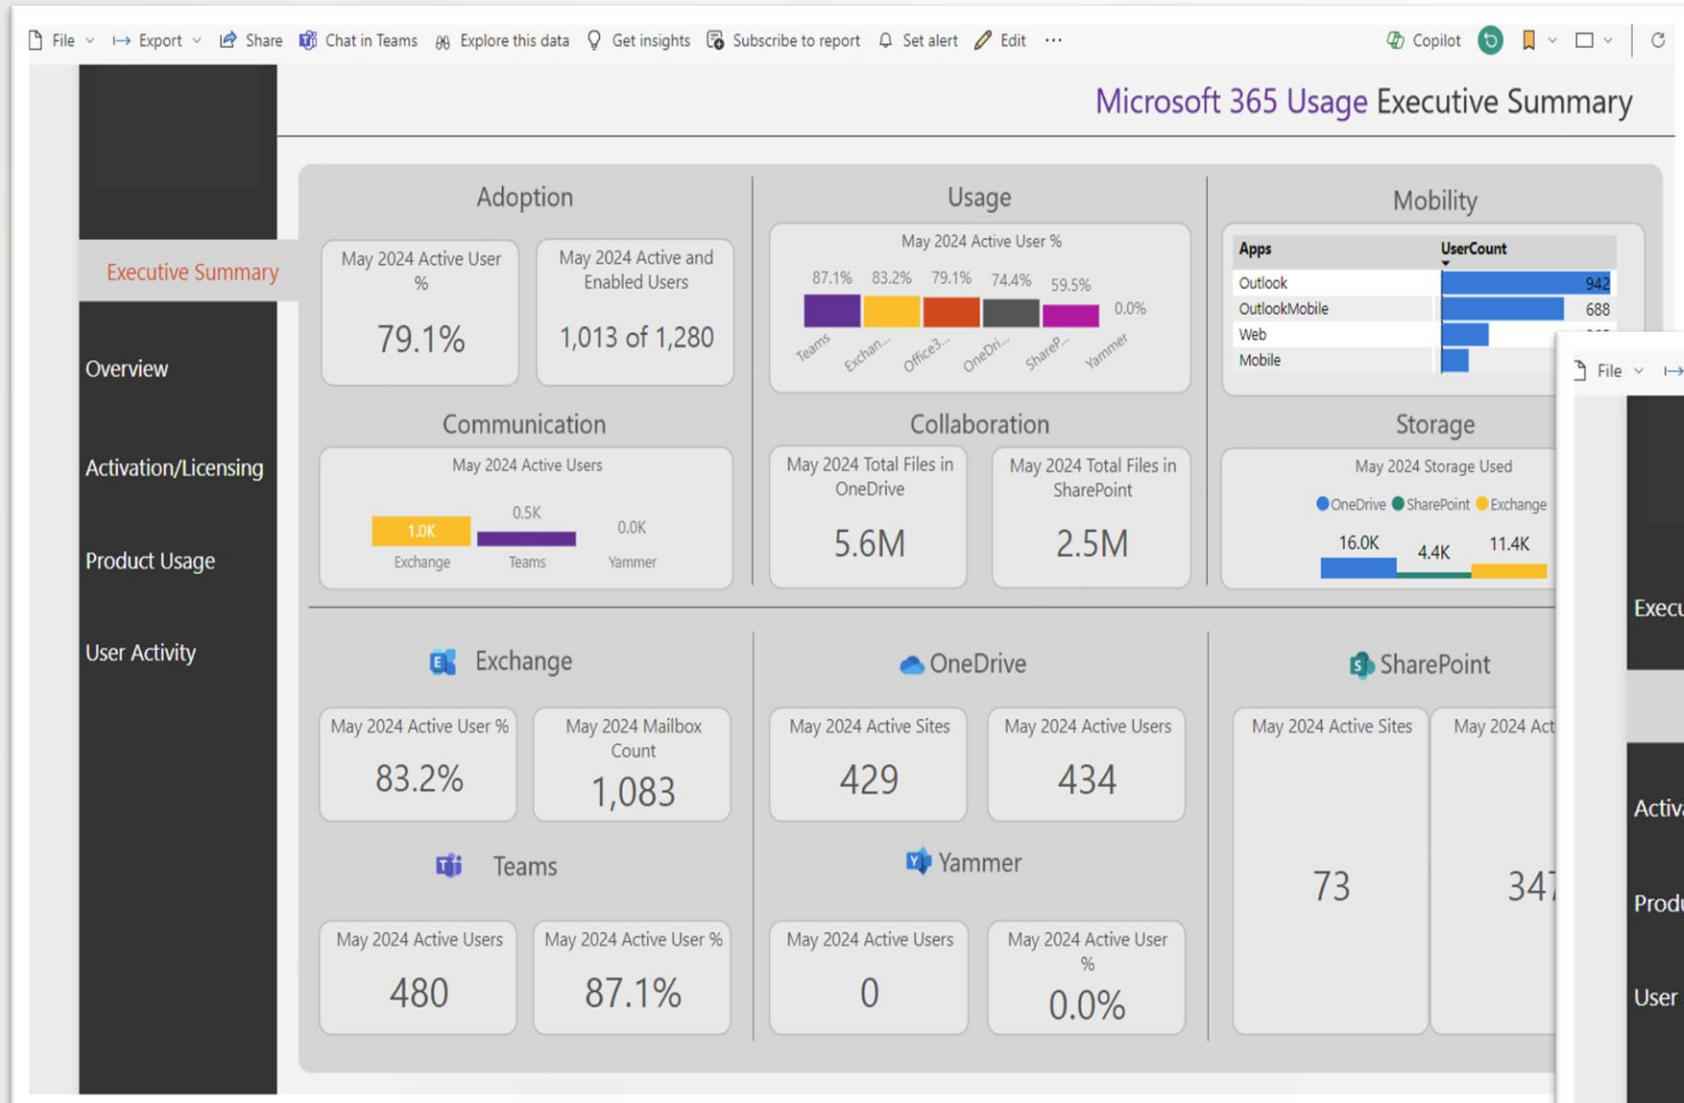 File Export Share Chat in Teams Explore this data Get insights Subscribe to report Set alert Edit ··· Copilot
Microsoft 365 Usage Executive Summary
Executive Summary
Overview
Activation/Licensing
Product Usage
User Activity
Adoption
May 2024 Active User
%
79.1%
May 2024 Active and
Enabled Users
1,013 of 1,280
Usage
May 2024 Active User %
87.1% 83.2% 79.1% 74.4% 59.5% 0.0%
Teams Exchan... Office3... OneDri... ShareP... Yammer
Mobility
Apps UserCount
Outlook 942
OutlookMobile 688
Web
Mobile
Communication
May 2024 Active Users
1.0K 0.5K 0.0K
Exchange Teams Yammer
Collaboration
May 2024 Total Files in
OneDrive
5.6M
May 2024 Total Files in
SharePoint
2.5M
Storage
May 2024 Storage Used
OneDrive SharePoint Exchange
16.0K 4.4K 11.4K
Exchange
May 2024 Active User %
83.2%
May 2024 Mailbox
Count
1,083
OneDrive
May 2024 Active Sites
429
May 2024 Active Users
434
SharePoint
May 2024 Active Sites
73
May 2024 Act
347
Teams
May 2024 Active Users
480
May 2024 Active User %
87.1%
Yammer
May 2024 Active Users
0
May 2024 Active User
%
0.0%
File
Execu
Activa
Produ
User